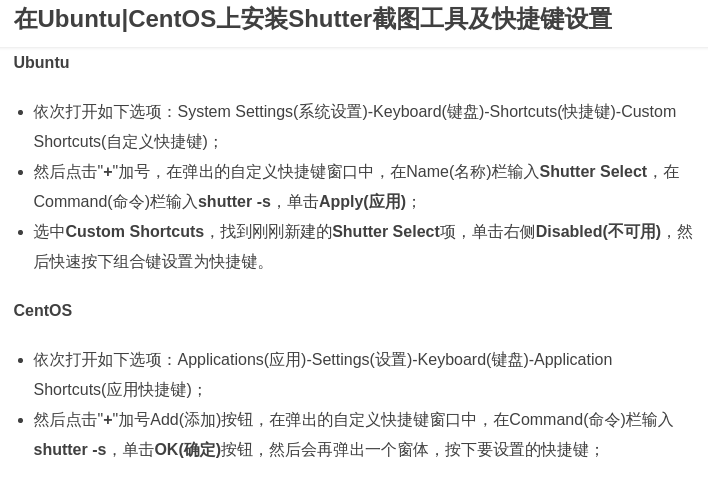 在Ubuntu|CentOS上安装Shutter截图工具及快捷键设置
Ubuntu
依次打开如下选项：System Settings(系统设置)-Keyboard(键盘)-Shortcuts(快捷键)-Custom
Shortcuts(自定义快捷键)；
然后点击"+"加号，在弹出的自定义快捷键窗口中，在Name(名称)栏输入Shutter Select，在
Command(命令)栏输入shutter -s，单击Apply(应用)；
选中Custom Shortcuts，找到刚刚新建的Shutter Select项，单击右侧Disabled(不可用)，然
后快速按下组合键设置为快捷键。
CentOS
依次打开如下选项：Applications(应用)-Settings(设置)-Keyboard(键盘)-Application
Shortcuts(应用快捷键)；
然后点击"+"加号Add(添加)按钮，在弹出的自定义快捷键窗口中，在Command(命令)栏输入
shutter -s，单击OK(确定)按钮，然后会再弹出一个窗体，按下要设置的快捷键；